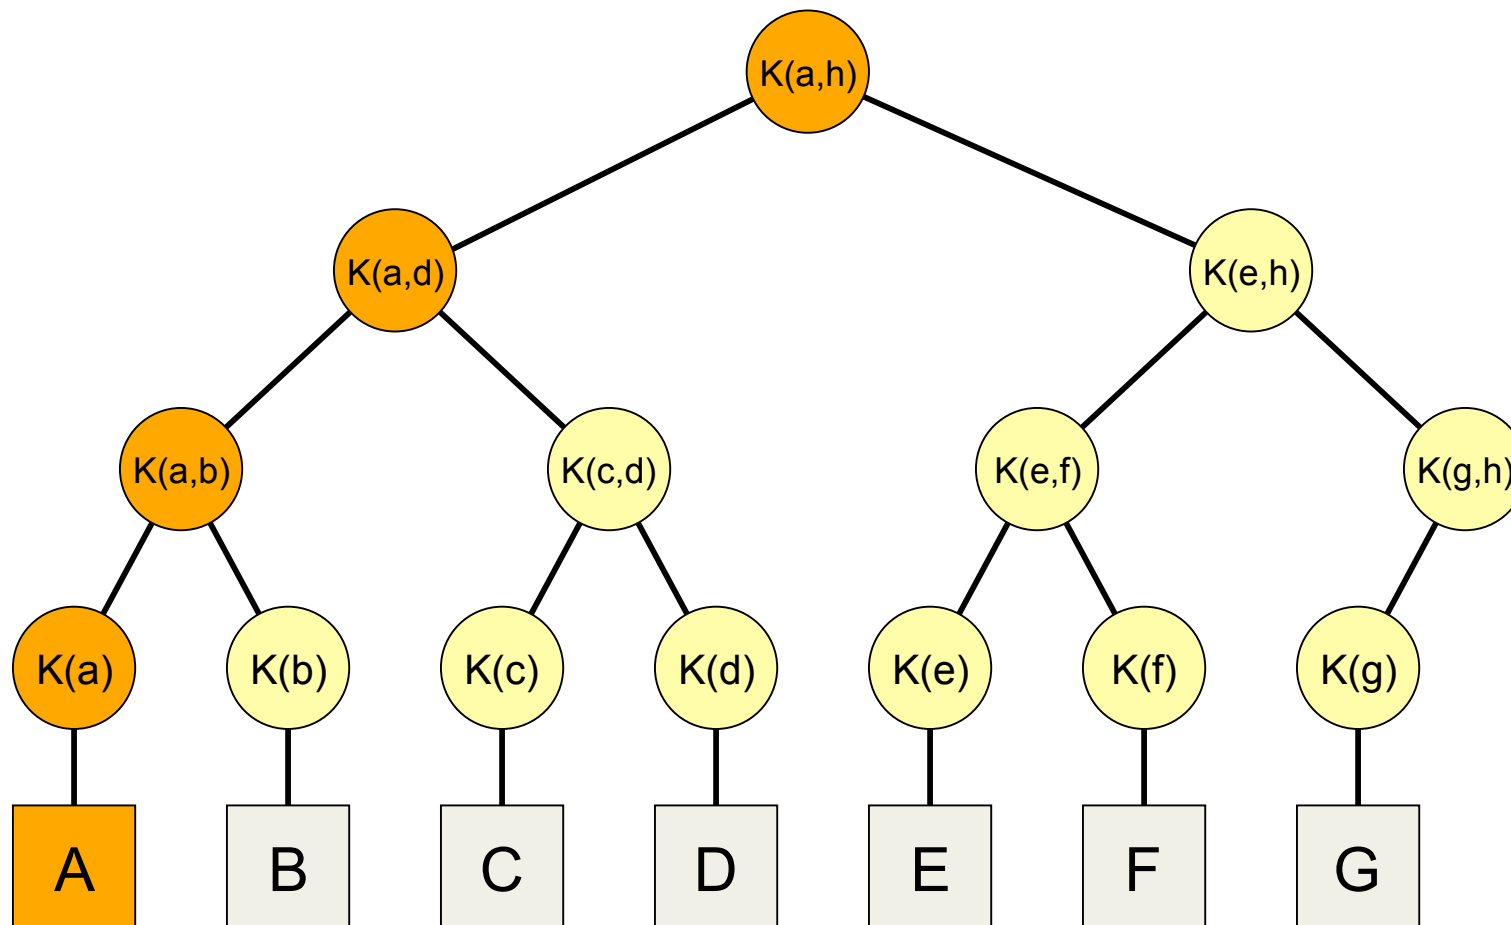 K(a,h)
K(a,d)
K(e,h)
K(a,b)
K(c,d)
K(e,f)
K(g,h)
K(a)
K(b)
K(c)
K(d)
K(e)
K(f)
K(g)
A
B
C
D
E
F
G